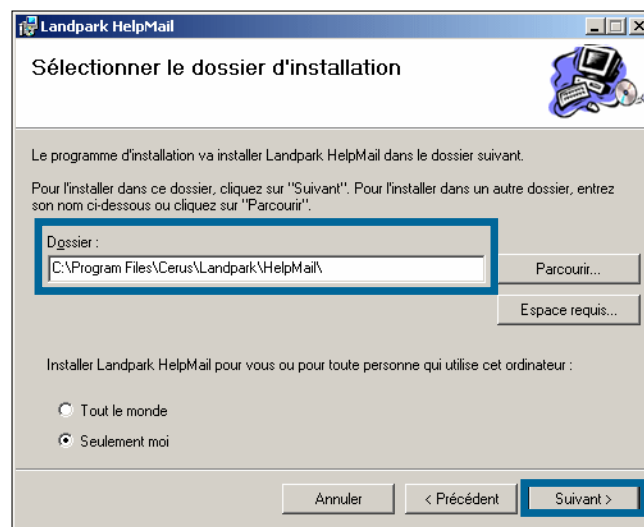 Landpark HelpMail
Sélectionner le dossier d'installation
Le programme d'installation va installer Landpark HelpMail dans le dossier suivant.
Pour l'installer dans ce dossier, cliquez sur "Suivant". Pour l'installer dans un autre dossier, entrez
son nom ci-dessous ou cliquez sur "Parcourir".
Dossier :
C:\Program Files\Cerus\Landpark\HelpMail\
Parcourir...
Espace requis...
Installer Landpark HelpMail pour vous ou pour toute personne qui utilise cet ordinateur :
Tout le monde
Seulement moi
Annuler
< Précédent
Suivant >